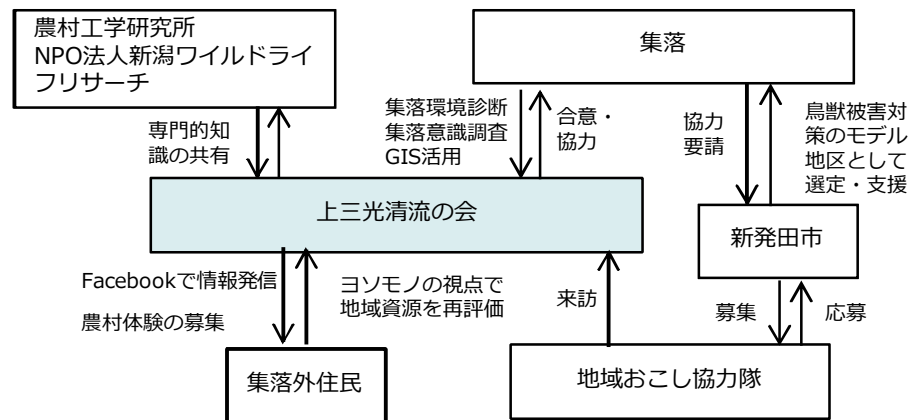 農村工学研究所
NPO法人新潟ワイルドライ
フリサーチ
集落
専門的知
識の共有
集落環境診断
集落意識調査
GIS活用
合意・
協力
協力
要請
鳥獣被害対
策のモデル
地区として
選定・支援
上三光清流の会
新発田市
Facebookで情報発信
農村体験の募集
ヨソモノの視点で
地域資源を再評価
来訪
募集
応募
集落外住民
地域おこし協力隊